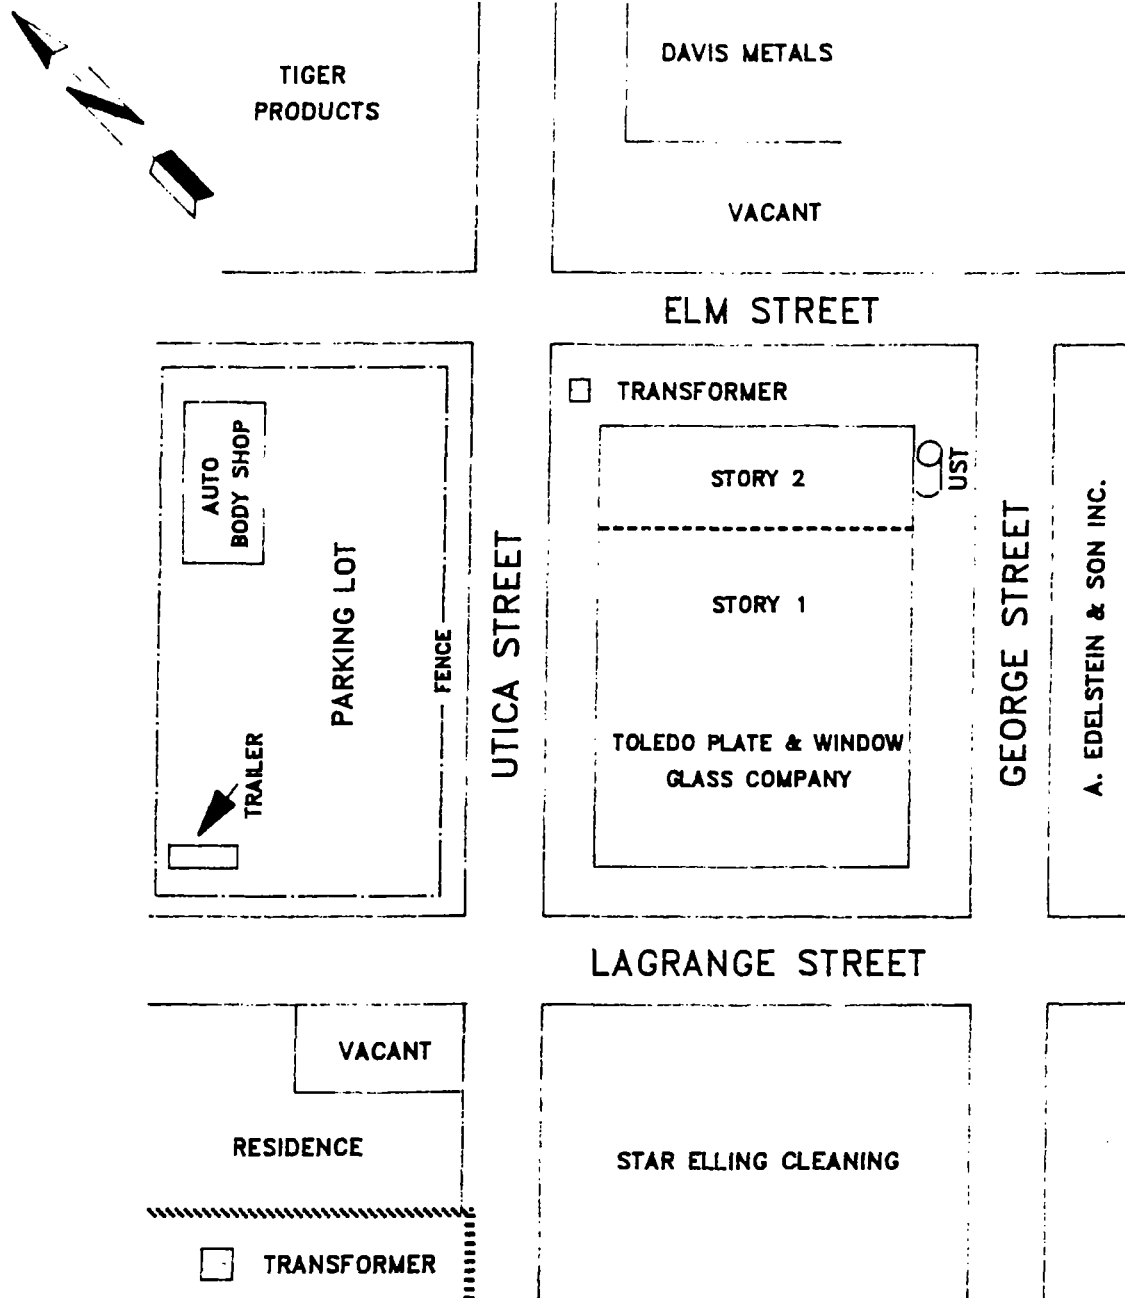 TIGER
PRODUCTS
DAVIS METALS
VACANT
ELM STREET
TRANSFORMER
AUTO
BODY SHOP
STORY 2
UST
STORY 1
PARKING LOT
FENCE
UTICA STREET
GEORGE STREET
A. EDELSTEIN & SON INC.
TOLEDO PLATE & WINDOW
GLASS COMPANY
TRAILER
LAGRANGE STREET
VACANT
RESIDENCE
STAR ELLING CLEANING
TRANSFORMER
N